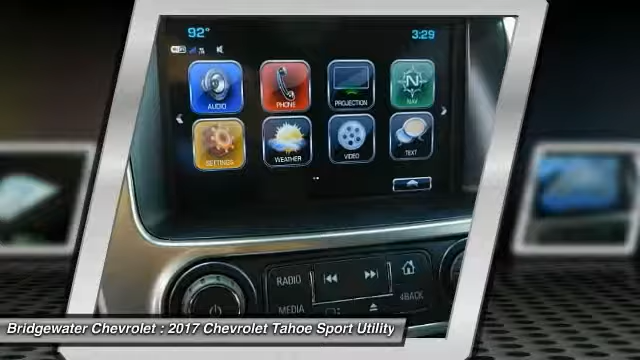 92°
3:29
AUDIO
PHONE
PROJECTION
NAV
SETTINGS
WEATHER
VIDEO
TEXT
RADIO
MEDIA
BACK
Bridgewater Chevrolet : 2017 Chevrolet Tahoe Sport Utility